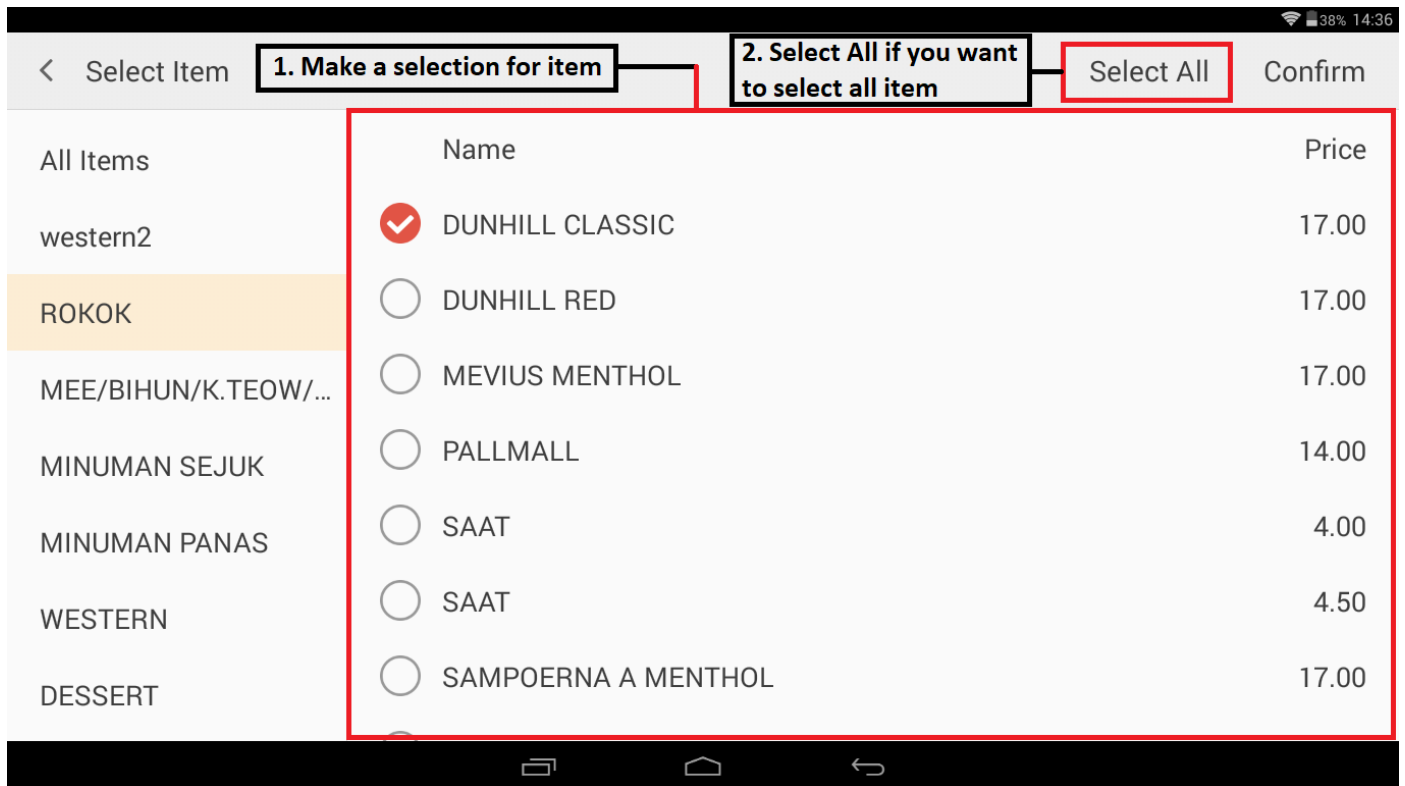 38% 14:36
Select Item
1. Make a selection for item
2. Select All if you want
to select all item
Select All
Confirm
All Items
western2
ROKOK
MEE/BIHUN/K.TEOW/...
MINUMAN SEJUK
MINUMAN PANAS
WESTERN
DESSERT
Name Price
DUNHILL CLASSIC 17.00
DUNHILL RED 17.00
MEVIUS MENTHOL 17.00
PALLMALL 14.00
SAAT 4.00
SAAT 4.50
SAMPOERNA A MENTHOL 17.00